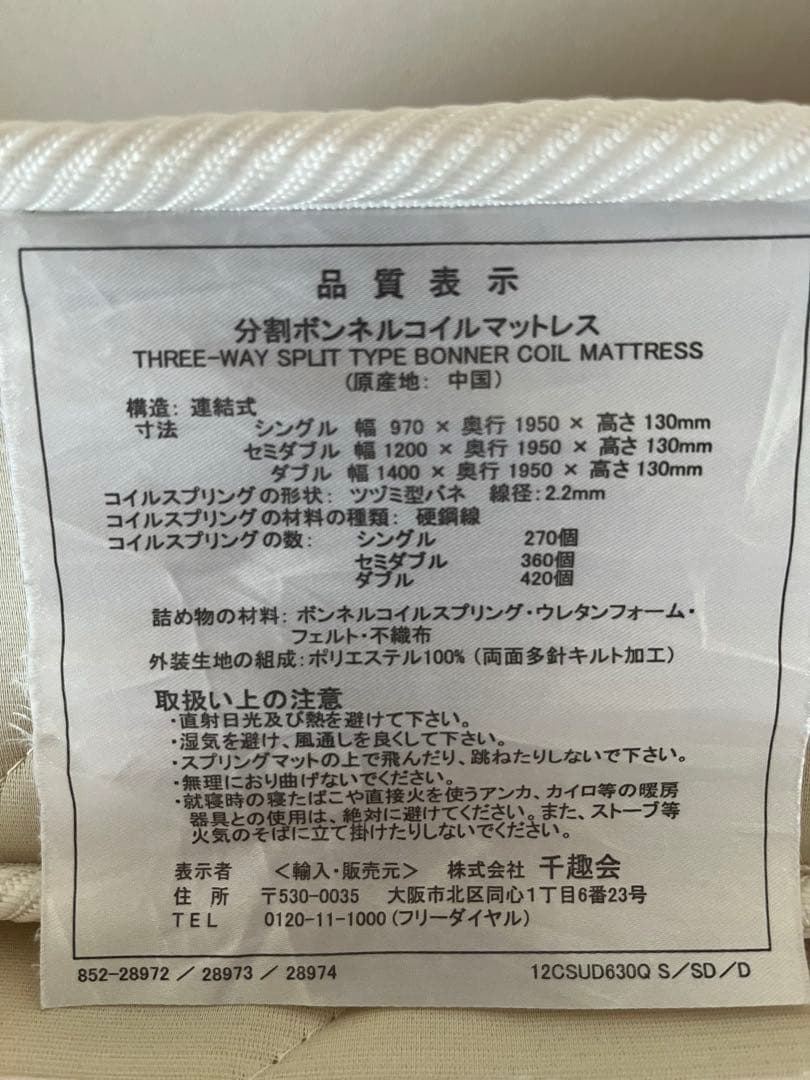 品質表示
分割ボンネルコイルマットレス
THREE-WAY SPLIT TYPE BONNER COIL MATTRESS
(原産地: 中国)
構造: 連結式
寸法 シングル 幅 970 × 奥行 1950 × 高さ 130mm
セミダブル 幅 1200 × 奥行 1950 × 高さ 130mm
ダブル 幅 1400 × 奥行 1950 × 高さ 130mm
コイルスプリングの形状: ツヅミ型バネ 線径:2.2mm
コイルスプリングの材料の種類: 硬鋼線
コイルスプリングの数: シングル 270個
セミダブル 360個
ダブル 420個
詰め物の材料: ボンネルコイルスプリング・ウレタンフォーム・
フェルト・不織布
外装生地の組成:ポリエステル100% (両面多針キルト加工)
取扱い上の注意
・直射日光及び熱を避けて下さい。
・湿気を避け、風通しを良くして下さい。
・スプリングマットの上で飛んだり、跳ねたりしないで下さい。
・無理におり曲げないでください。
・就寝時の寝たばこや直接火を使うアンカ、カイロ等の暖房
器具との使用は、絶対に避けてください。また、ストーブ等
火気のそばに立て掛けたりしないでください。
表示者 <輸入・販売元> 株式会社 千趣会
住所 〒530-0035 大阪市北区同心1丁目6番23号
TEL 0120-11-1000(フリーダイヤル)
852-28972 / 28973 / 28974 12CSUD630Q S/SD/D